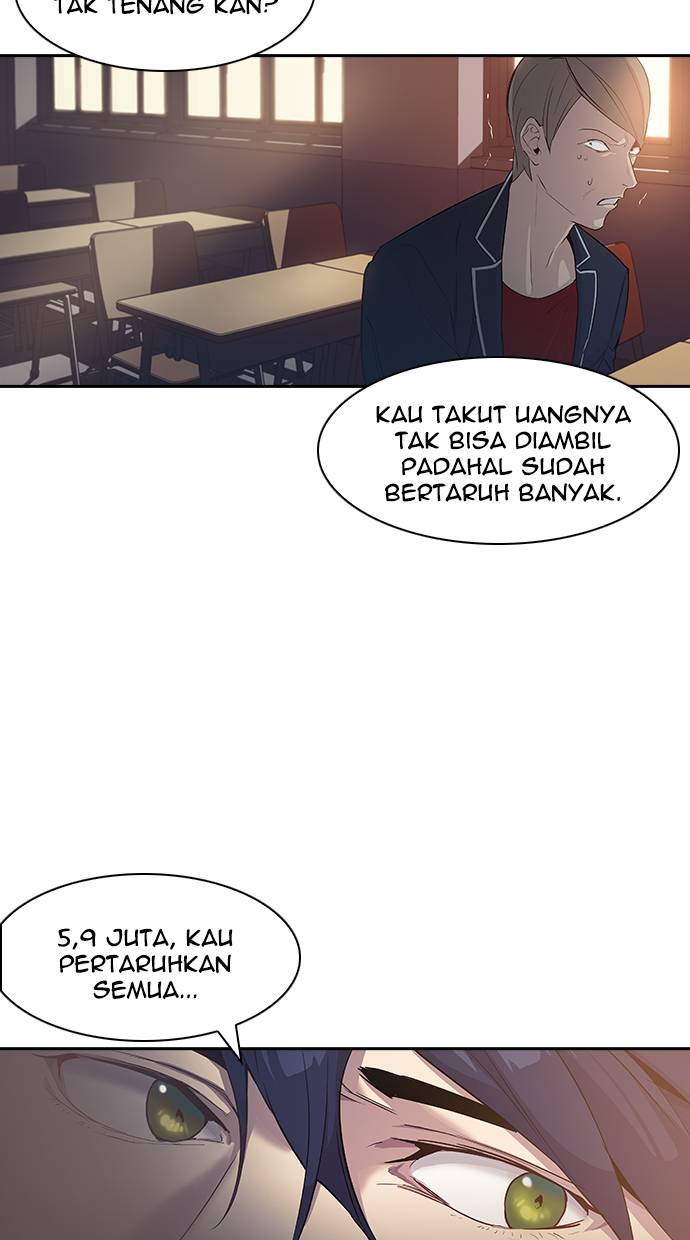 TAK TENANG KAN?
KAU TAKUT UANGNYA
TAK BISA DIAMBIL
PADAHAL SUDAH
BERTARUH BANYAK.
5,9 JUTA, KAU
PERTARUHKAN
SEMUA...